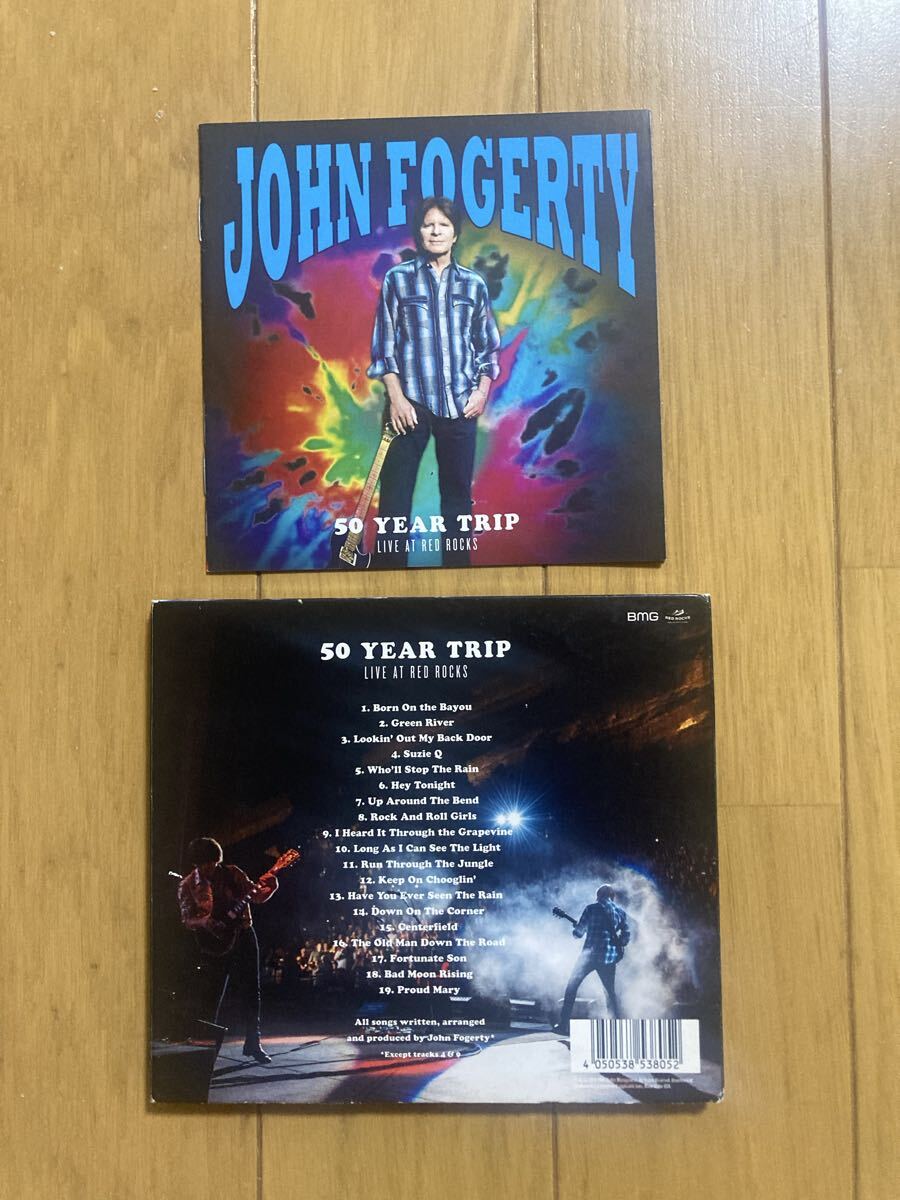 JOHN FOGERTY
50 YEAR TRIP
LIVE AT RED ROCKS
BMG
RED ROCKS
50 YEAR TRIP
LIVE AT RED ROCKS
1. Born On the Bayou
2. Green River
3. Lookin' Out My Back Door
4. Suzie Q
5. Who'll Stop The Rain
6. Hey Tonight
7. Up Around The Bend
8. Rock And Roll Girls
9. I Heard It Through the Grapevine
10. Long As I Can See The Light
11. Run Through The Jungle
12. Keep On Chooglin'
13. Have You Ever Seen The Rain
14. Down On The Corner
15. Centerfield
16. The Old Man Down The Road
17. Fortunate Son
18. Bad Moon Rising
19. Proud Mary
All songs written, arranged
and produced by John Fogerty*
*Except tracks 4 & 9
4 050538 538052